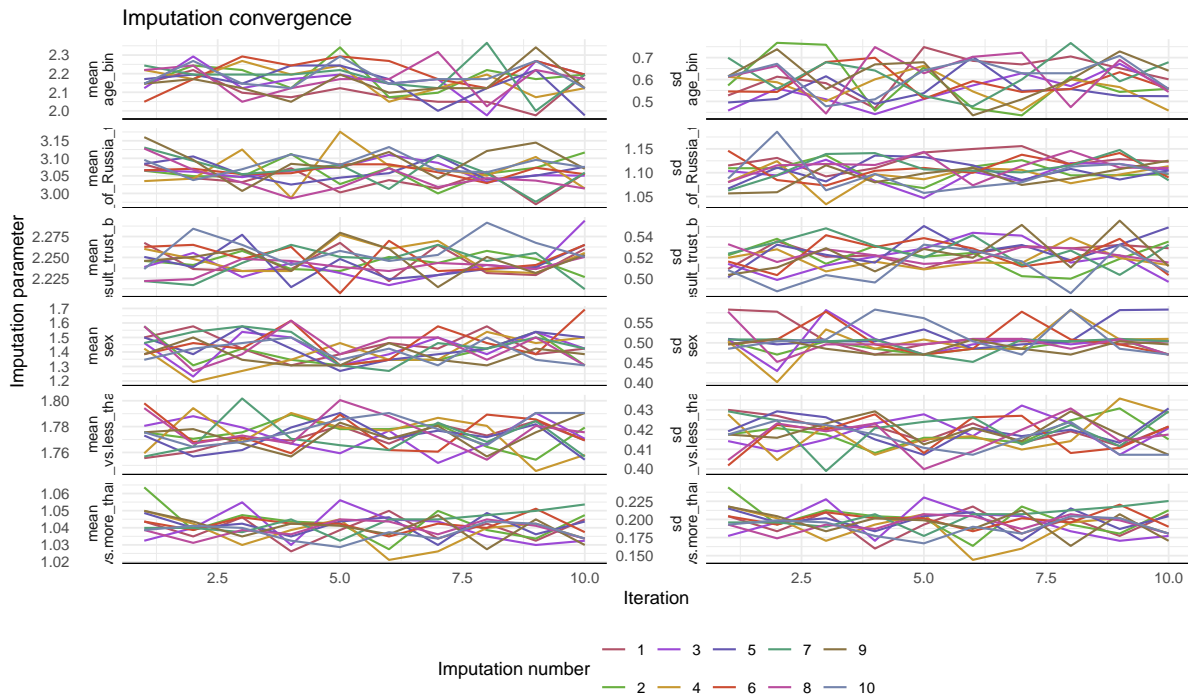 Imputation convergence
Imputation parameter
mean
age_bin
2.3
2.2
2.1
2.0
sd
age_bin
0.7
0.6
0.5
mean
_of_Russia_
3.15
3.10
3.05
3.00
sd
_of_Russia_
1.15
1.10
1.05
mean
esult_trust_b
2.275
2.250
2.225
sd
esult_trust_b
0.54
0.52
0.50
mean
sex
1.7
1.6
1.5
1.4
1.3
1.2
sd
sex
0.55
0.50
0.45
0.40
mean
_vs.less_tha
1.80
1.78
1.76
sd
_vs.less_tha
0.43
0.42
0.41
0.40
mean
vs.more_tha
1.06
1.05
1.04
1.03
1.02
sd
vs.more_tha
0.225
0.200
0.175
0.150
2.5 5.0 7.5 10.0 2.5 5.0 7.5 10.0
Iteration
Imputation number
1 3 5 7 9
2 4 6 8 10